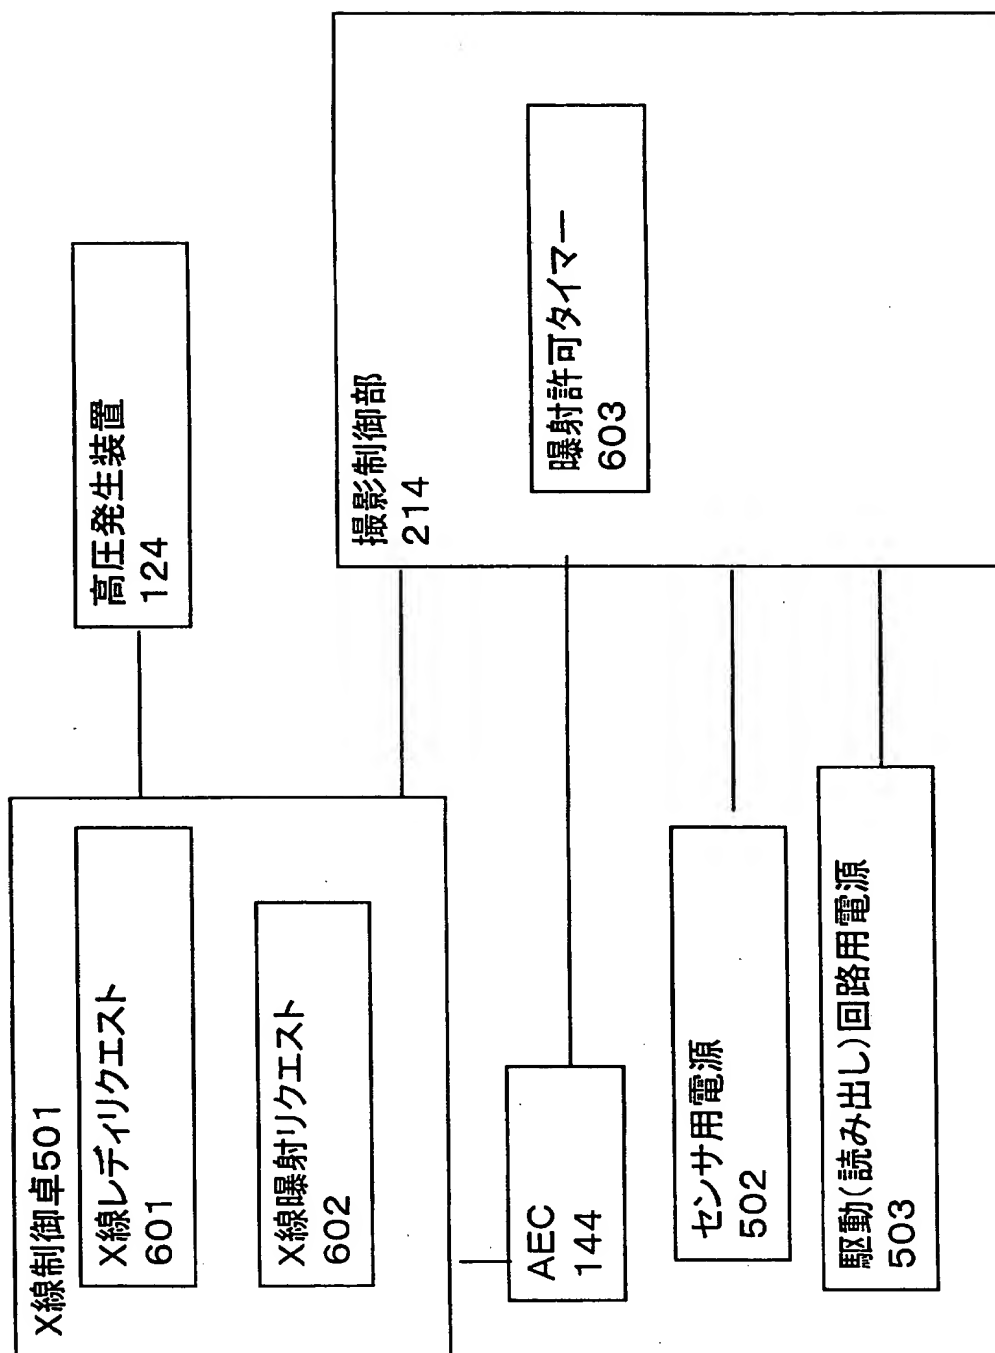 X線制御卓501
X線レディリクエスト
601
X線曝射リクエスト
602
高圧発生装置
124
AEC
144
撮影制御部
214
曝射許可タイマー
603
センサ用電源
502
駆動(読み出し)回路用電源
503